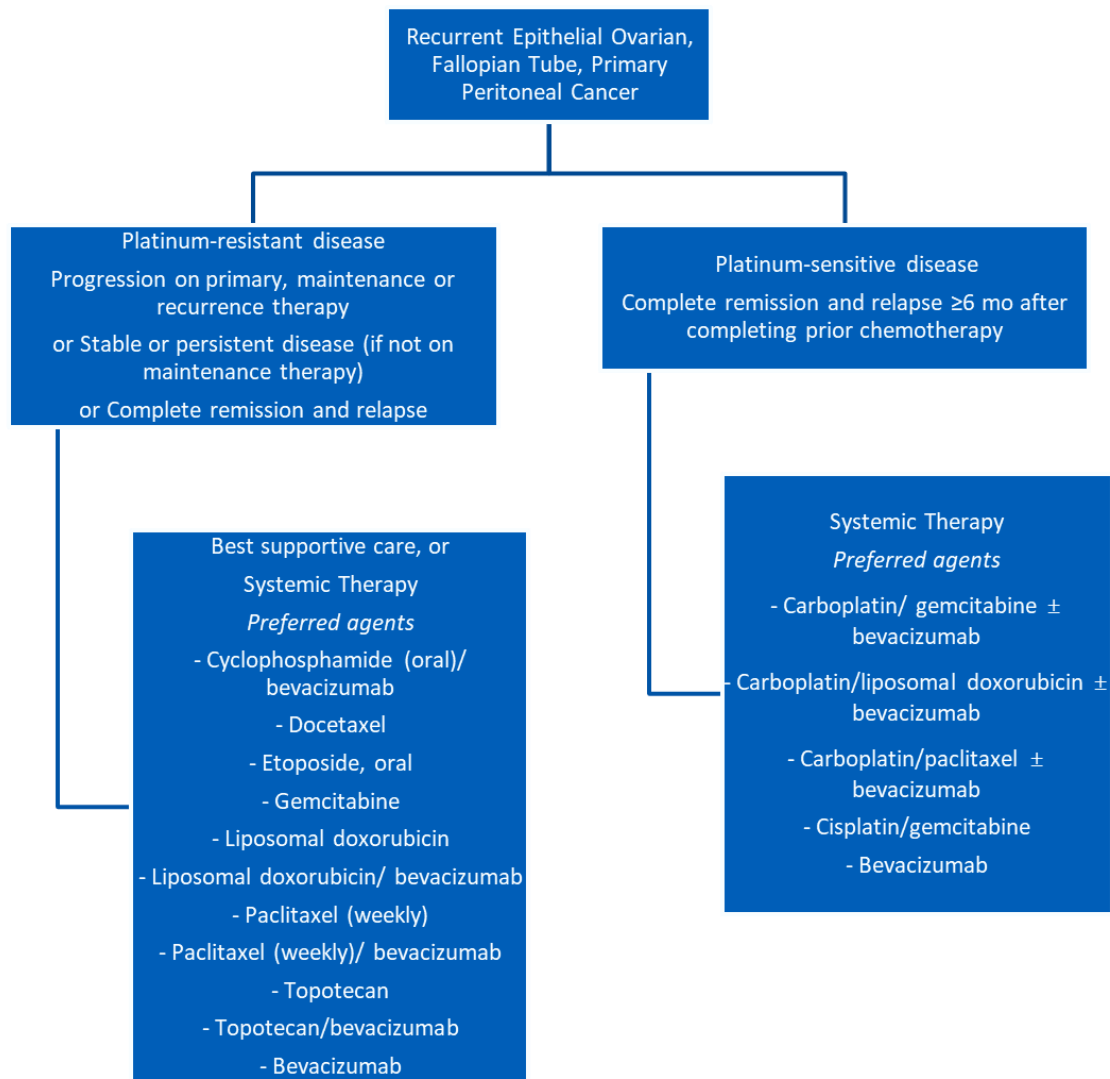 Recurrent Epithelial Ovarian,
Fallopian Tube, Primary
Peritoneal Cancer
Platinum-resistant disease
Progression on primary, maintenance or
recurrence therapy
or Stable or persistent disease (if not on
maintenance therapy)
or Complete remission and relapse
Platinum-sensitive disease
Complete remission and relapse ≥6 mo after
completing prior chemotherapy
Best supportive care, or
Systemic Therapy
Preferred agents
- Cyclophosphamide (oral)/
bevacizumab
- Docetaxel
- Etoposide, oral
- Gemcitabine
- Liposomal doxorubicin
- Liposomal doxorubicin/ bevacizumab
- Paclitaxel (weekly)
- Paclitaxel (weekly)/ bevacizumab
- Topotecan
- Topotecan/bevacizumab
- Bevacizumab
Systemic Therapy
Preferred agents
- Carboplatin/ gemcitabine ±
bevacizumab
- Carboplatin/liposomal doxorubicin ±
bevacizumab
- Carboplatin/paclitaxel ±
bevacizumab
- Cisplatin/gemcitabine
- Bevacizumab